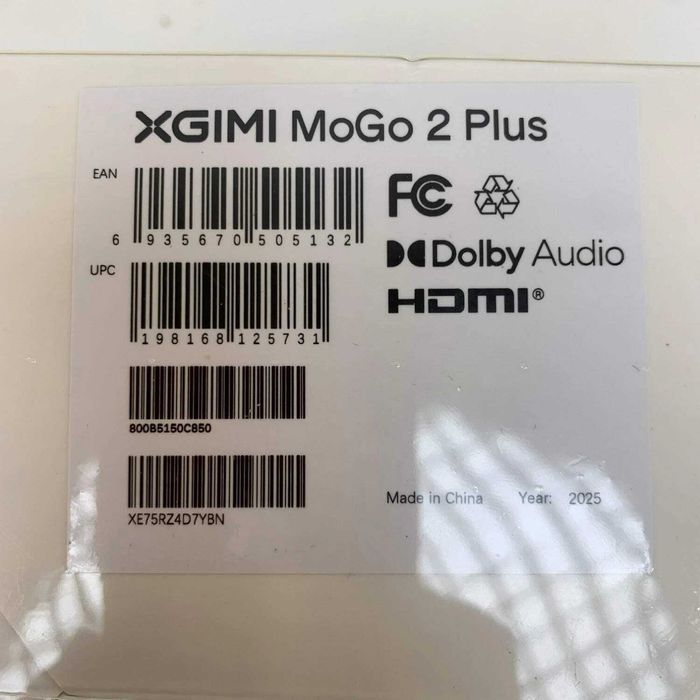 XGIMI MoGo 2 Plus
EAN
6 935670 505132
FC
Dolby Audio
HDMI®
UPC
198168 125731
800B5150C850
XE75RZ4D7YBN
Made in China Year: 2025